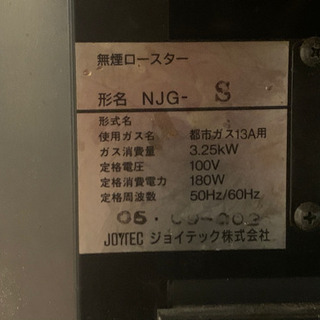 無煙ロースター
形名 NJG- S
形式名
使用ガス名 都市ガス13A用
ガス消費量 3.25kW
定格電圧 100V
定格消費電力 180W
定格周波数 50Hz/60Hz
JOYTEC ジョイテック株式会社